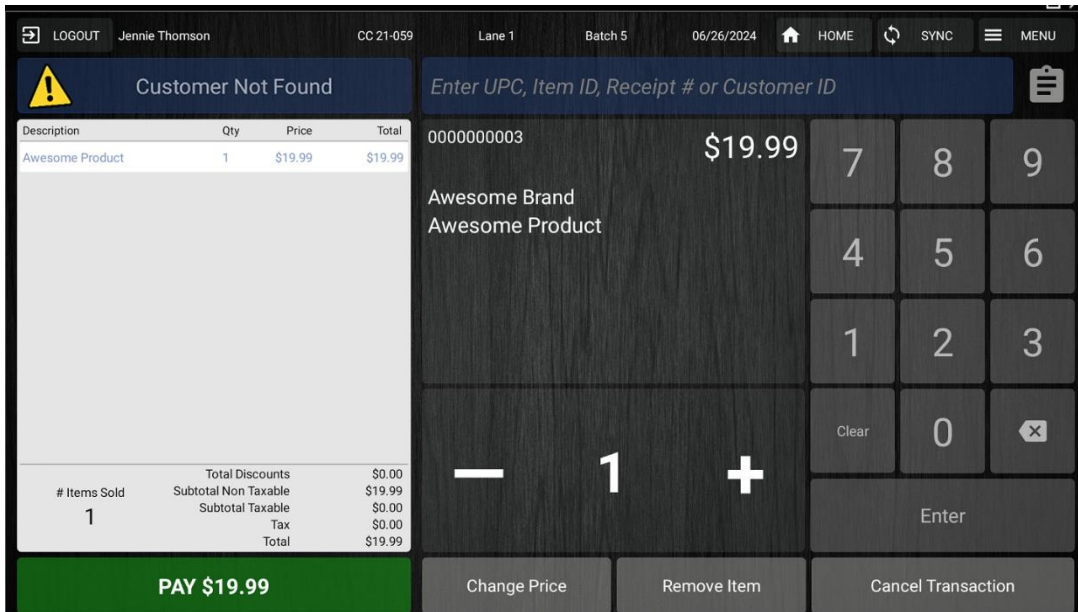 LOGOUT Jennie Thomson CC 21-059 Lane 1 Batch 5 06/26/2024 HOME SYNC MENU
Customer Not Found
Enter UPC, Item ID, Receipt # or Customer ID
Description Qty Price Total
Awesome Product 1 $19.99 $19.99
# Items Sold
1
Total Discounts $0.00
Subtotal Non Taxable $19.99
Subtotal Taxable $0.00
Tax $0.00
Total $19.99
PAY $19.99
0000000003 $19.99
Awesome Brand
Awesome Product
1
Change Price Remove Item
7 8 9
4 5 6
1 2 3
Clear 0
Enter
Cancel Transaction